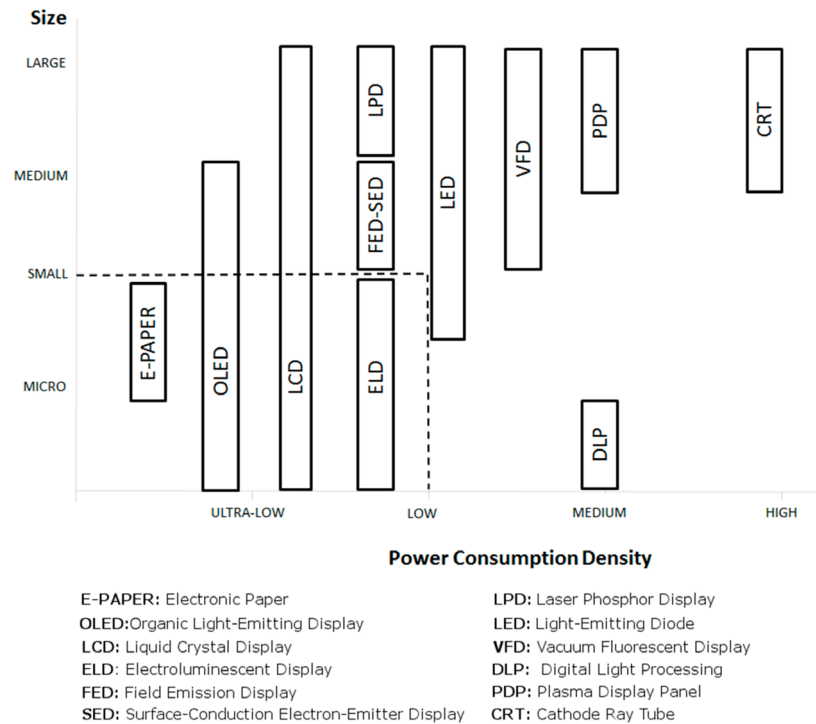 Size
LARGE
MEDIUM
SMALL
MICRO
E-PAPER
OLED
LCD
LPD
FED-SED
ELD
LED
VFD
PDP
DLP
CRT
ULTRA-LOW
LOW
MEDIUM
HIGH
Power Consumption Density
E-PAPER: Electronic Paper
OLED:Organic Light-Emitting Display
LCD: Liquid Crystal Display
ELD: Electroluminescent Display
FED: Field Emission Display
SED: Surface-Conduction Electron-Emitter Display
LPD: Laser Phosphor Display
LED: Light-Emitting Diode
VFD: Vacuum Fluorescent Display
DLP: Digital Light Processing
PDP: Plasma Display Panel
CRT: Cathode Ray Tube